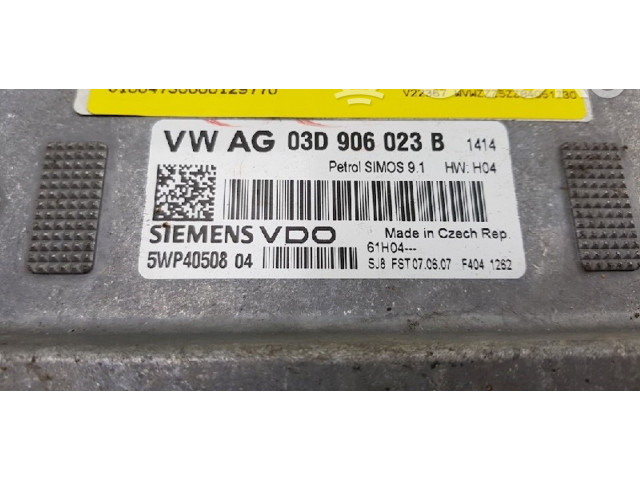 VW AG 03D 906 023 B 1414
Petrol SIMOS 9.1 HW: H04
SIEMENS VDO Made in Czech Rep.
61H04---
5WP40508 04 SJ8 FST 07.06.07 F404 1262